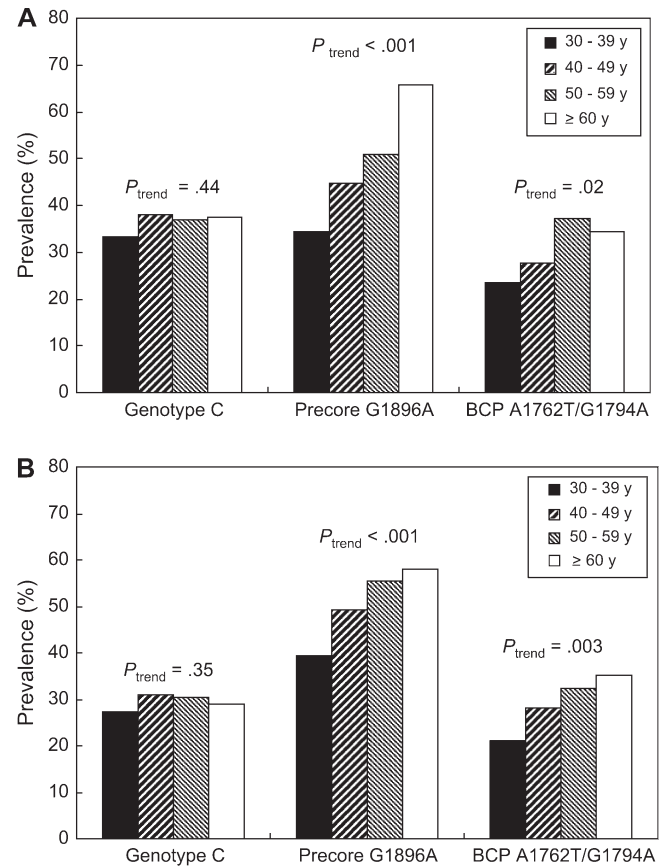 A
80
70
60
50
40
30
20
10
0
Prevalence (%)
P trend < .001
P trend = .44
P trend = .02
30 - 39 y
40 - 49 y
50 - 59 y
≥ 60 y
Genotype C
Precore G1896A
BCP A1762T/G1794A
B
80
70
60
50
40
30
20
10
0
Prevalence (%)
P trend < .001
P trend = .35
P trend = .003
30 - 39 y
40 - 49 y
50 - 59 y
≥ 60 y
Genotype C
Precore G1896A
BCP A1762T/G1794A